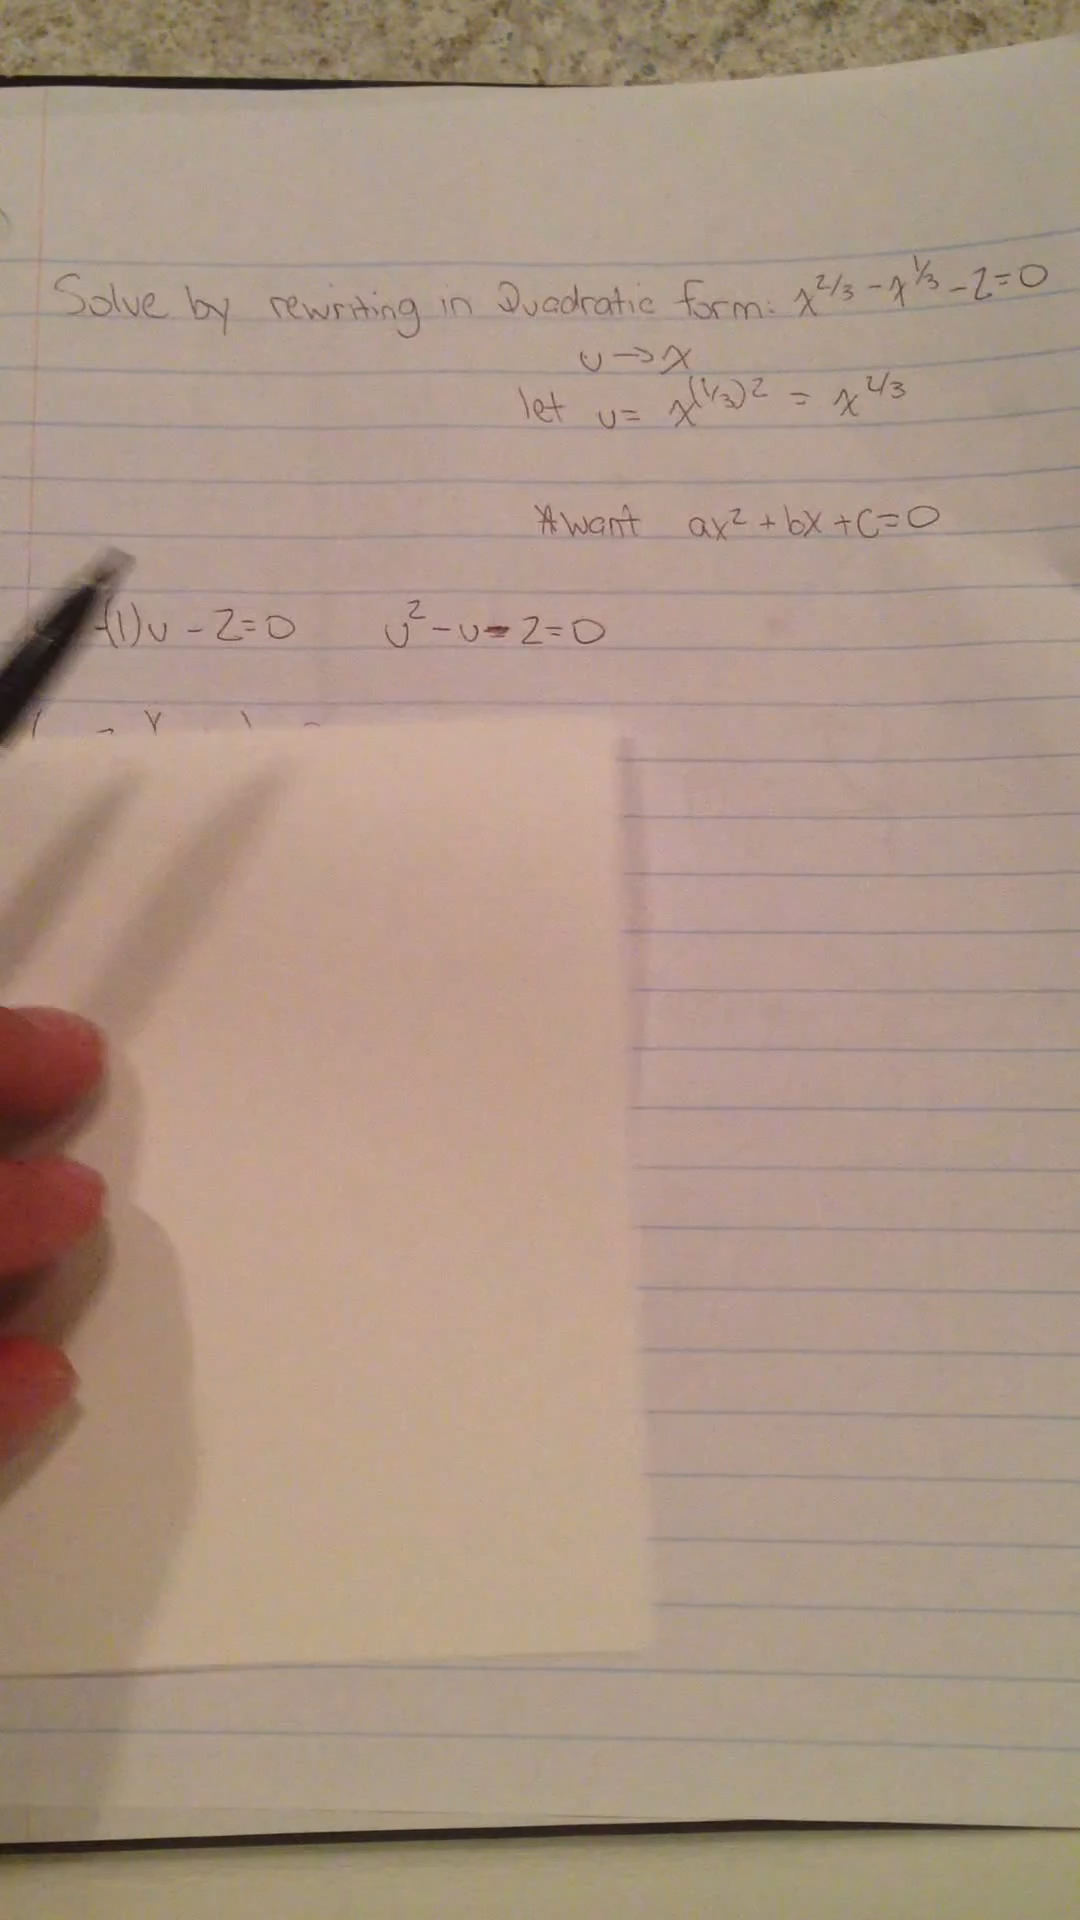 Solve by rewriting in Quadratic form: x^2/3 - x^1/3 - 2 = 0
u → x
let u = x^(1/3)2 = x^2/3
*want ax² + bx + c = 0
-(1)u - 2 = 0 u² - u - 2 = 0